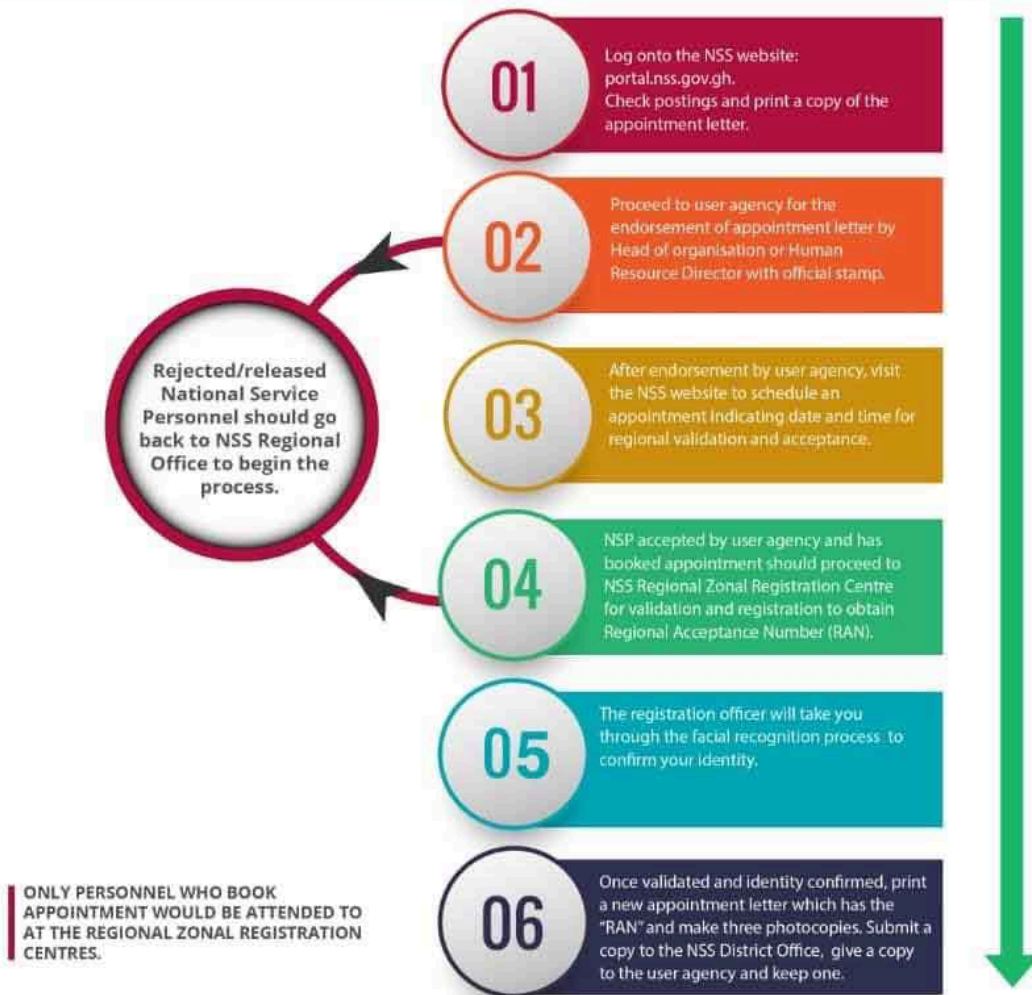 01
Log onto the NSS website:
portal.nss.gov.gh.
Check postings and print a copy of the
appointment letter.
02
Proceed to user agency for the
endorsement of appointment letter by
Head of organisation or Human
Resource Director with official stamp.
Rejected/released
National Service
Personnel should go
back to NSS Regional
Office to begin the
process.
03
After endorsement by user agency, visit
the NSS website to schedule an
appointment indicating date and time for
regional validation and acceptance.
04
NSP accepted by user agency and has
booked appointment should proceed to
NSS Regional Zonal Registration Centre
for validation and registration to obtain
Regional Acceptance Number (RAN).
05
The registration officer will take you
through the facial recognition process to
confirm your identity.
06
Once validated and identity confirmed, print
a new appointment letter which has the
"RAN" and make three photocopies. Submit a
copy to the NSS District Office, give a copy
to the user agency and keep one.
ONLY PERSONNEL WHO BOOK
APPOINTMENT WOULD BE ATTENDED TO
AT THE REGIONAL ZONAL REGISTRATION
CENTRES.